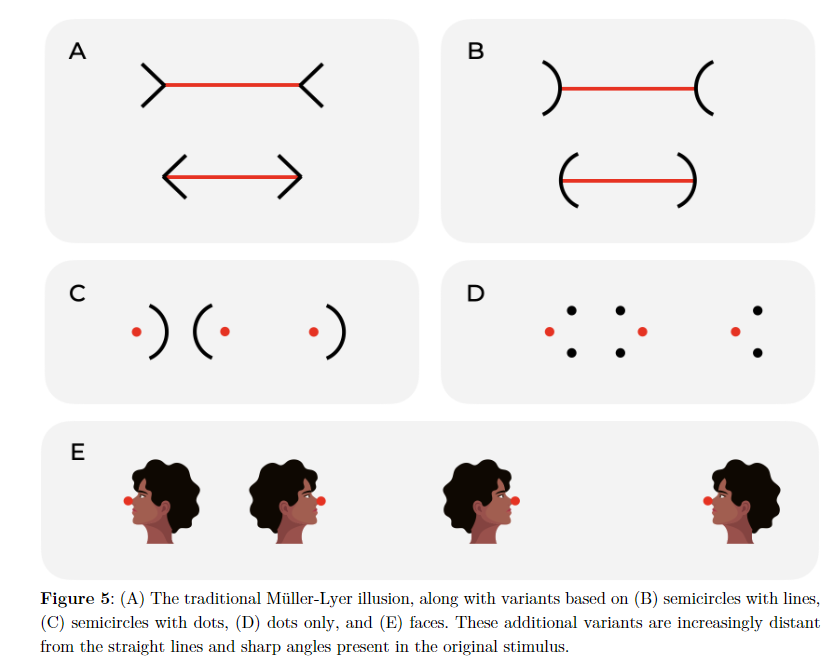 A
B
C
D
E
Figure 5: (A) The traditional Müller-Lyer illusion, along with variants based on (B) semicircles with lines,
(C) semicircles with dots, (D) dots only, and (E) faces. These additional variants are increasingly distant
from the straight lines and sharp angles present in the original stimulus.